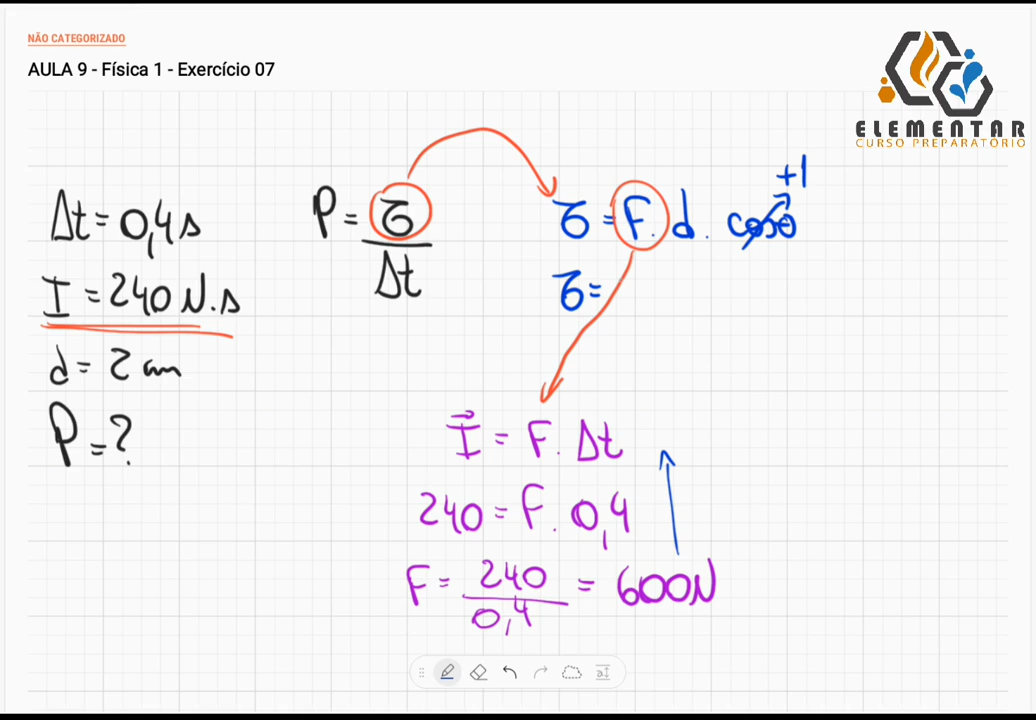 NÃO CATEGORIZADO
AULA 9 - Física 1 - Exercício 07
ELEMENTAR
CURSO PREPARATÓRIO
Δt = 0,4 s
I = 240 N.s
d = 2 cm
P = ?
P = τ / Δt
τ = F. d. cosθ +1
τ =
I⃗ = F. Δt
240 = F. 0,4
F = 240 / 0,4 = 600N